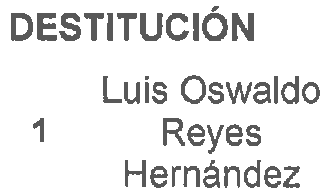 DESTITUCIÓN
Luis Oswaldo
1 Reyes
Hernández